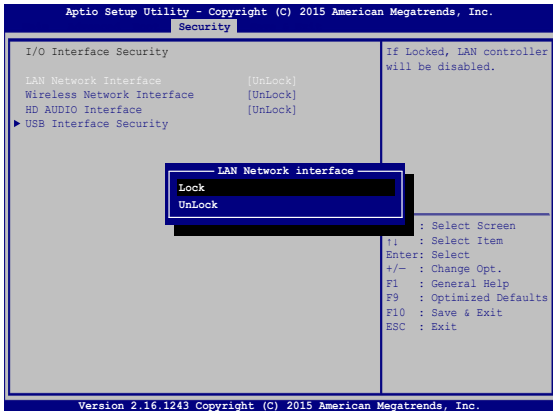 Aptio Setup Utility - Copyright (C) 2015 American Megatrends, Inc.
Security
I/O Interface Security
LAN Network Interface [UnLock]
Wireless Network Interface [UnLock]
HD AUDIO Interface [UnLock]
USB Interface Security
If Locked, LAN controller
will be disabled.
LAN Network interface
Lock
UnLock
: Select Screen
↑↓ : Select Item
Enter: Select
+/— : Change Opt.
F1 : General Help
F9 : Optimized Defaults
F10 : Save & Exit
ESC : Exit
Version 2.16.1243 Copyright (C) 2015 American Megatrends, Inc.